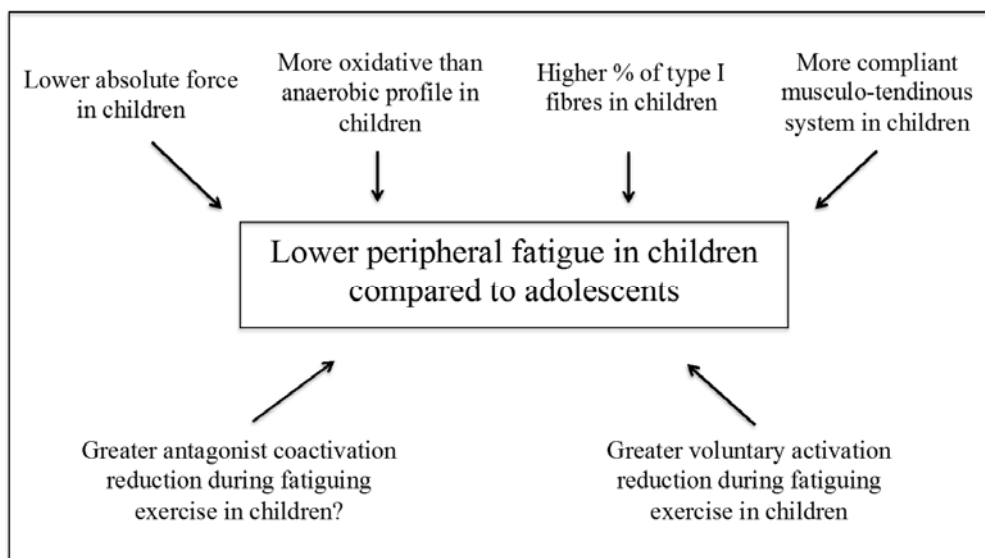 Lower absolute force
in children
More oxidative than
anaerobic profile in
children
Higher % of type I
fibres in children
More compliant
musculo-tendinous
system in children
Lower peripheral fatigue in children
compared to adolescents
Greater antagonist coactivation
reduction during fatiguing
exercise in children?
Greater voluntary activation
reduction during fatiguing
exercise in children